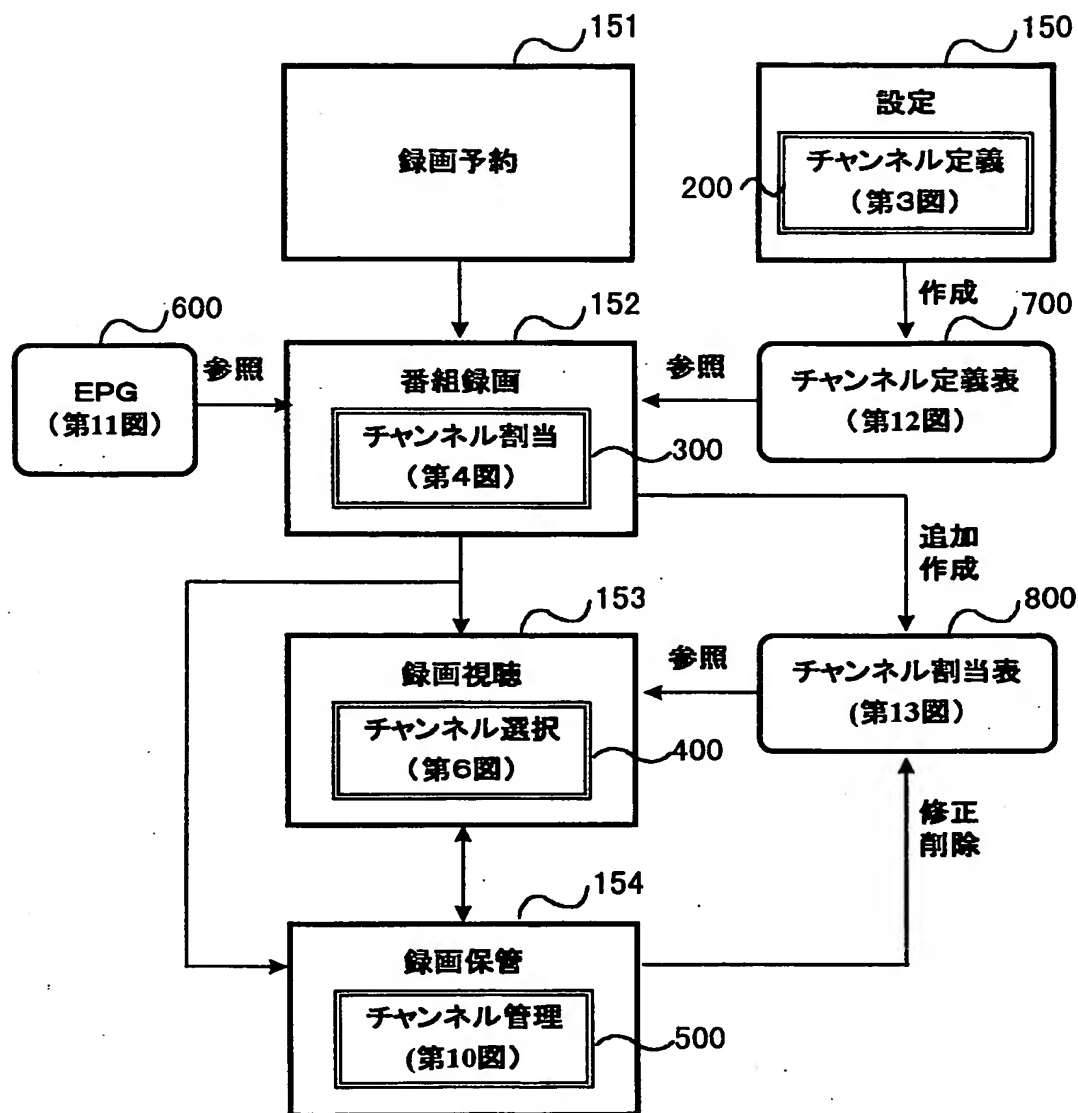 151
150
録画予約
設定
200
チャンネル定義
（第3図）
作成
600
152
700
EPG
（第11図）
参照
番組録画
チャンネル割当
（第4図）
300
参照
チャンネル定義表
（第12図）
追加
作成
153
800
録画視聴
チャンネル選択
（第6図）
400
参照
チャンネル割当表
(第13図）
修正
削除
154
録画保管
チャンネル管理
(第10図）
500